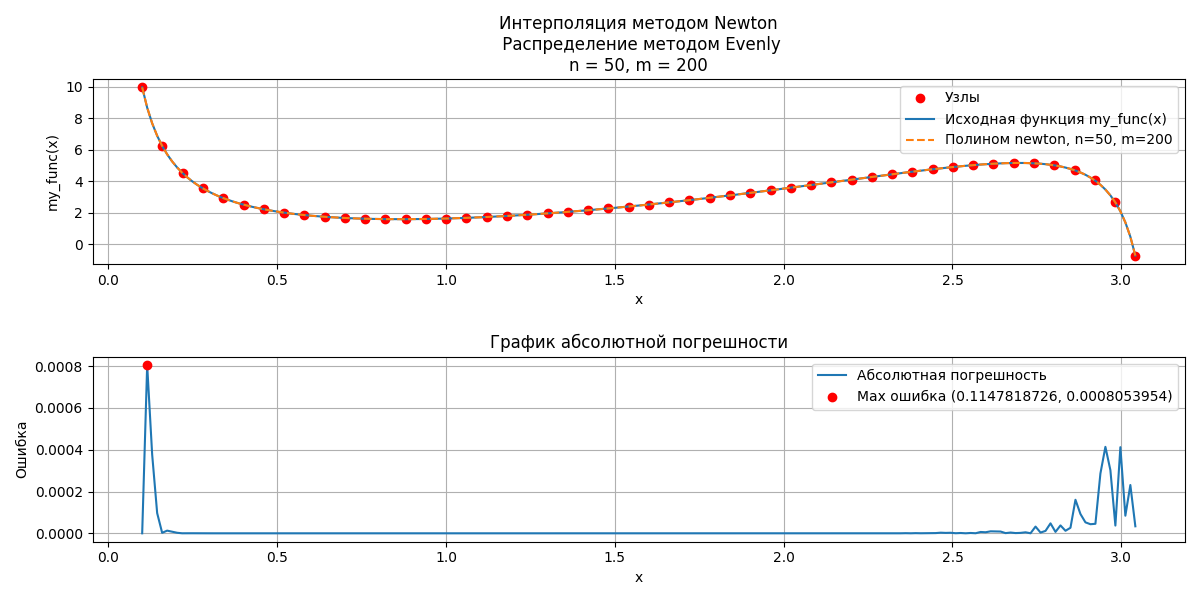 Интерполяция методом Newton
Распределение методом Evenly
n = 50, m = 200
10
8
6
4
2
0
my_func(x)
Узлы
Исходная функция my_func(x)
Полином newton, n=50, m=200
0.0 0.5 1.0 1.5 2.0 2.5 3.0
x
График абсолютной погрешности
0.0008
0.0006
0.0004
0.0002
0.0000
Ошибка
Абсолютная погрешность
Мах ошибка (0.1147818726, 0.0008053954)
0.0 0.5 1.0 1.5 2.0 2.5 3.0
x